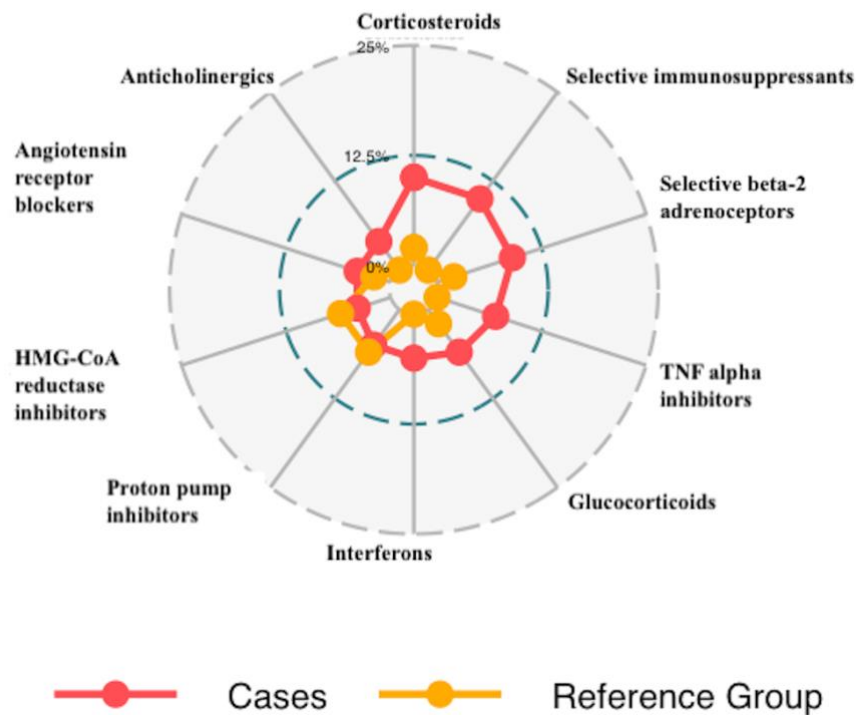 Corticosteroids
25%
Anticholinergics
Selective immunosuppressants
Angiotensin
receptor
blockers
12.5%
Selective beta-2
adrenoceptors
0%
HMG-CoA
reductase
inhibitors
TNF alpha
inhibitors
Proton pump
inhibitors
Glucocorticoids
Interferons
Cases
Reference Group